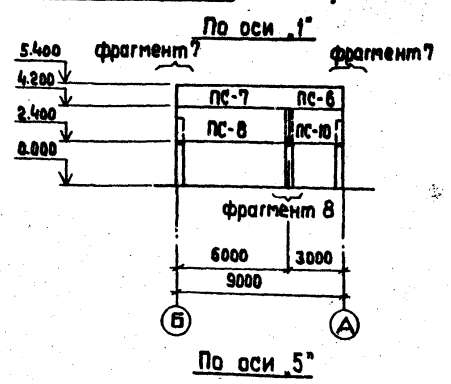 По оси „1"
фрагмент 7
фрагмент 7
5.400
4.200
ПС-7
ПС-6
2.400
ПС-8
ПС-10
0.000
фрагмент 8
6000
3000
9000
Б
А
По оси „5"